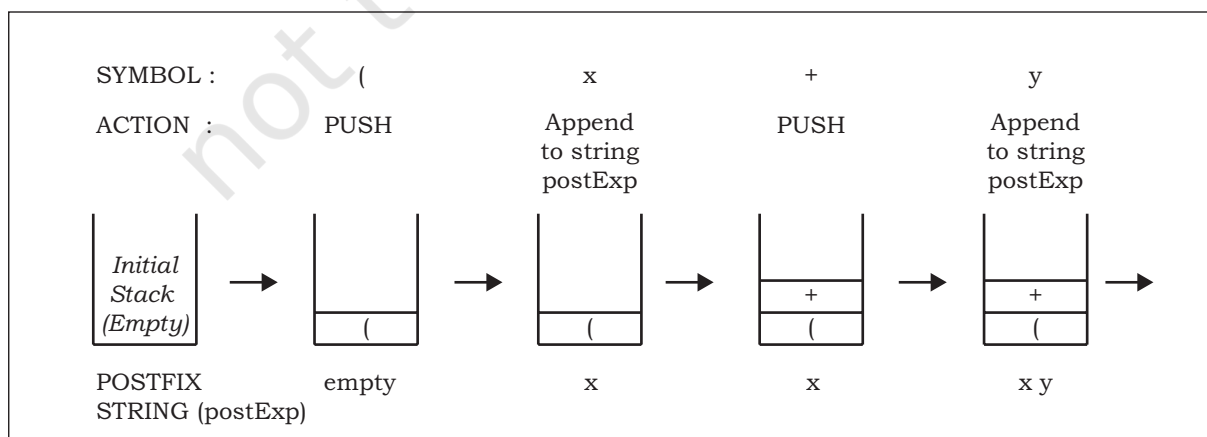 not t
SYMBOL : ( x + y
ACTION : PUSH Append to string postExp PUSH Append to string postExp
Initial Stack (Empty)
( ( + ( + (
POSTFIX STRING (postExp) empty x x x y